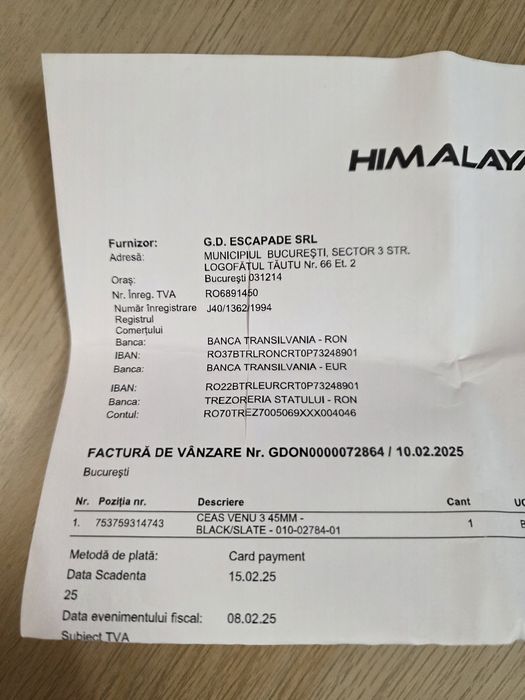 HIMALAYA
Furnizor: G.D. ESCAPADE SRL
Adresă: MUNICIPIUL BUCUREȘTI, SECTOR 3 STR.
LOGOFĂTUL TĂUTU Nr. 66 Et. 2
Oraș: București 031214
Nr. Înreg. TVA RO6891450
Număr înregistrare J40/1362/1994
Registrul
Comerțului
Banca: BANCA TRANSILVANIA - RON
IBAN: RO37BTRLRONCRT0P73248901
Banca: BANCA TRANSILVANIA - EUR
IBAN: RO22BTRLEURCRT0P73248901
Banca: TREZORERIA STATULUI - RON
Contul: RO70TREZ7005069XXX004046
FACTURĂ DE VÂNZARE Nr. GDON0000072864 / 10.02.2025
București
Nr. Poziția nr. Descriere Cant
1. 753759314743 CEAS VENU 3 45MM - 1
BLACK/SLATE - 010-02784-01
Metodă de plată: Card payment
Data Scadenta 15.02.25
25
Data evenimentului fiscal: 08.02.25
Subiect TVA